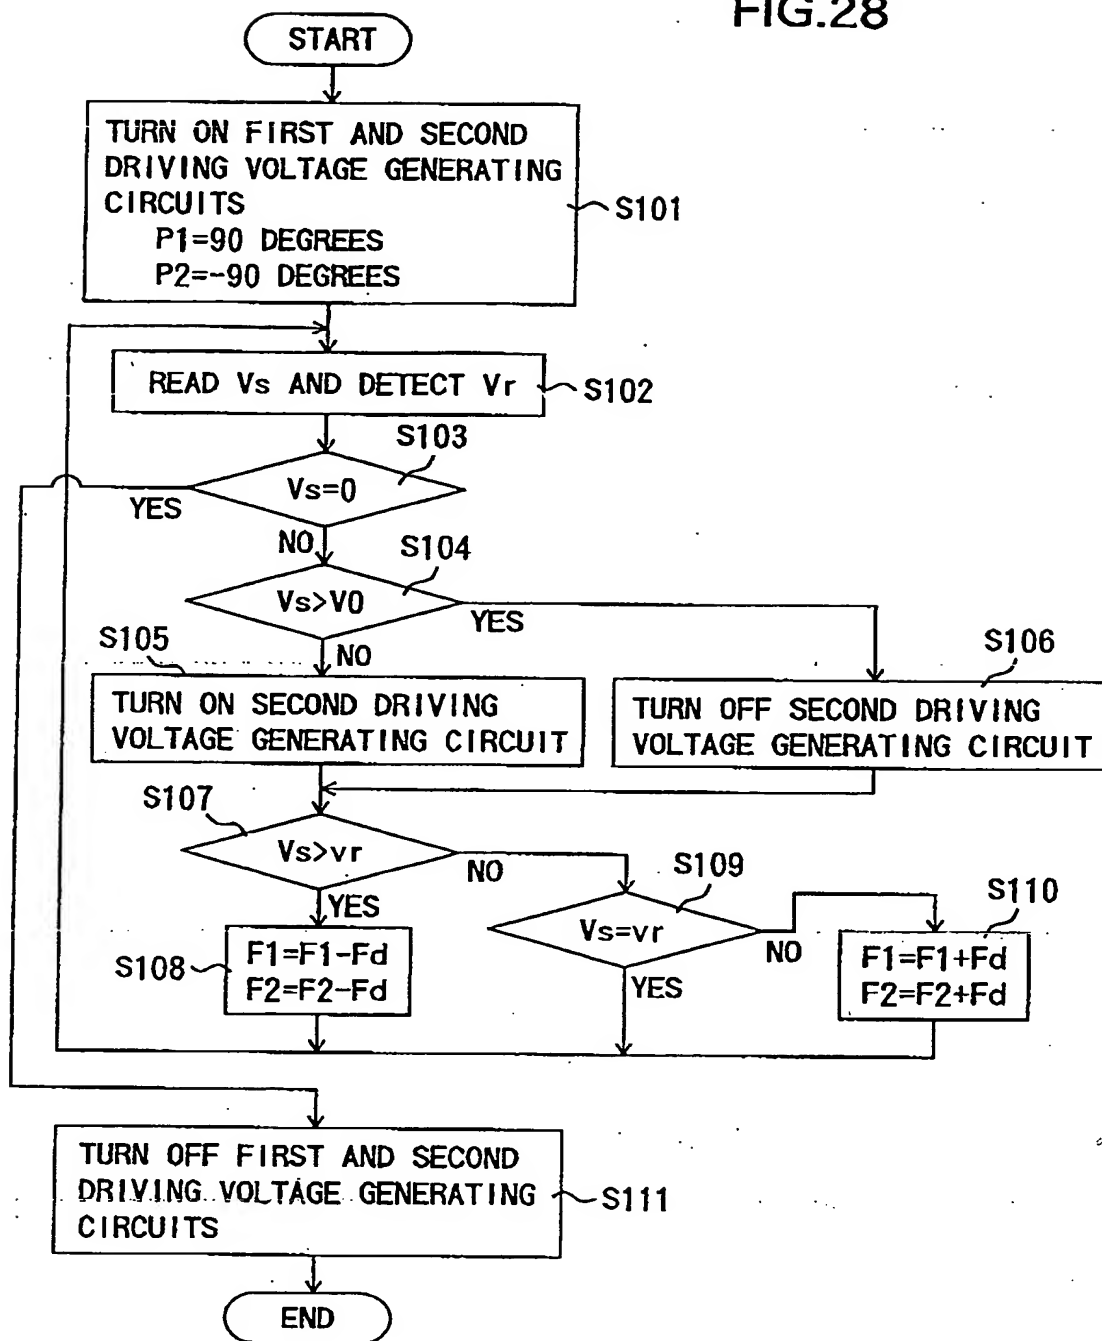 FIG.28
START
TURN ON FIRST AND SECOND
DRIVING VOLTAGE GENERATING
CIRCUITS
P1=90 DEGREES
P2=-90 DEGREES
S101
READ Vs AND DETECT Vr
S102
S103
Vs=0
YES
NO
S104
Vs>V0
YES
NO
S105
TURN ON SECOND DRIVING
VOLTAGE GENERATING CIRCUIT
S106
TURN OFF SECOND DRIVING
VOLTAGE GENERATING CIRCUIT
S107
Vs>vr
NO
YES
S108
F1=F1-Fd
F2=F2-Fd
S109
Vs=vr
NO
YES
S110
F1=F1+Fd
F2=F2+Fd
TURN OFF FIRST AND SECOND
DRIVING VOLTAGE GENERATING
CIRCUITS
S111
END